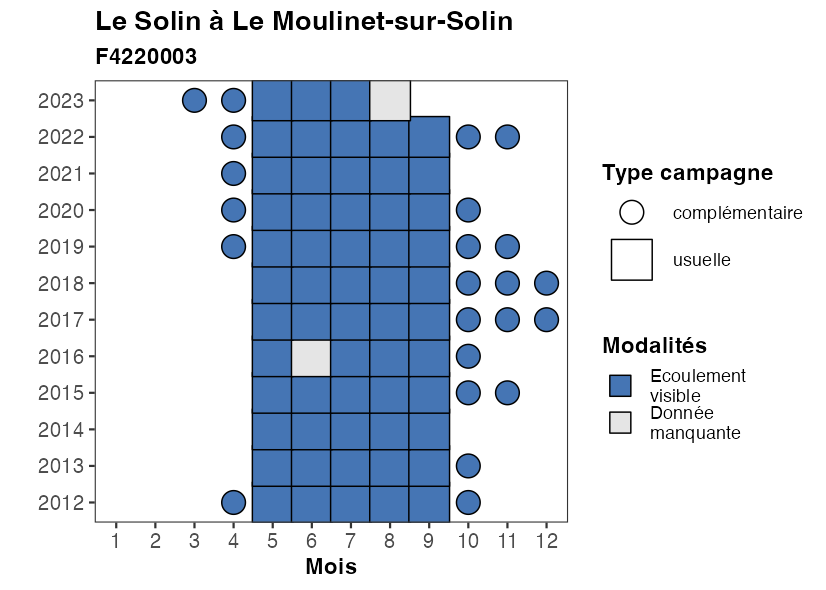 Le Solin à Le Moulinet-sur-Solin
F4220003
2023
2022
2021
2020
2019
2018
2017
2016
2015
2014
2013
2012
1 2 3 4 5 6 7 8 9 10 11 12
Mois
Type campagne
complémentaire
usuelle
Modalités
Ecoulement
visible
Donnée
manquante